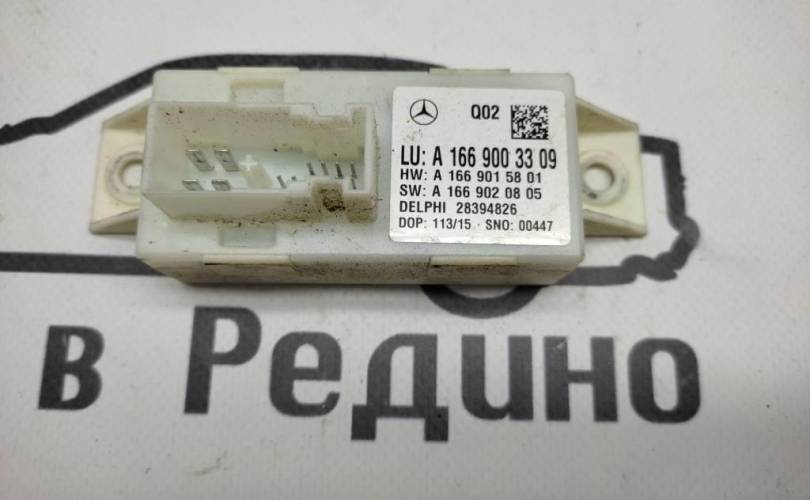 Q02
LU: A 166 900 33 09
HW: A 166 901 58 01
SW: A 166 902 08 05
DELPHI 28394826
DOP: 113/15 - SNO: 00447
в Редино